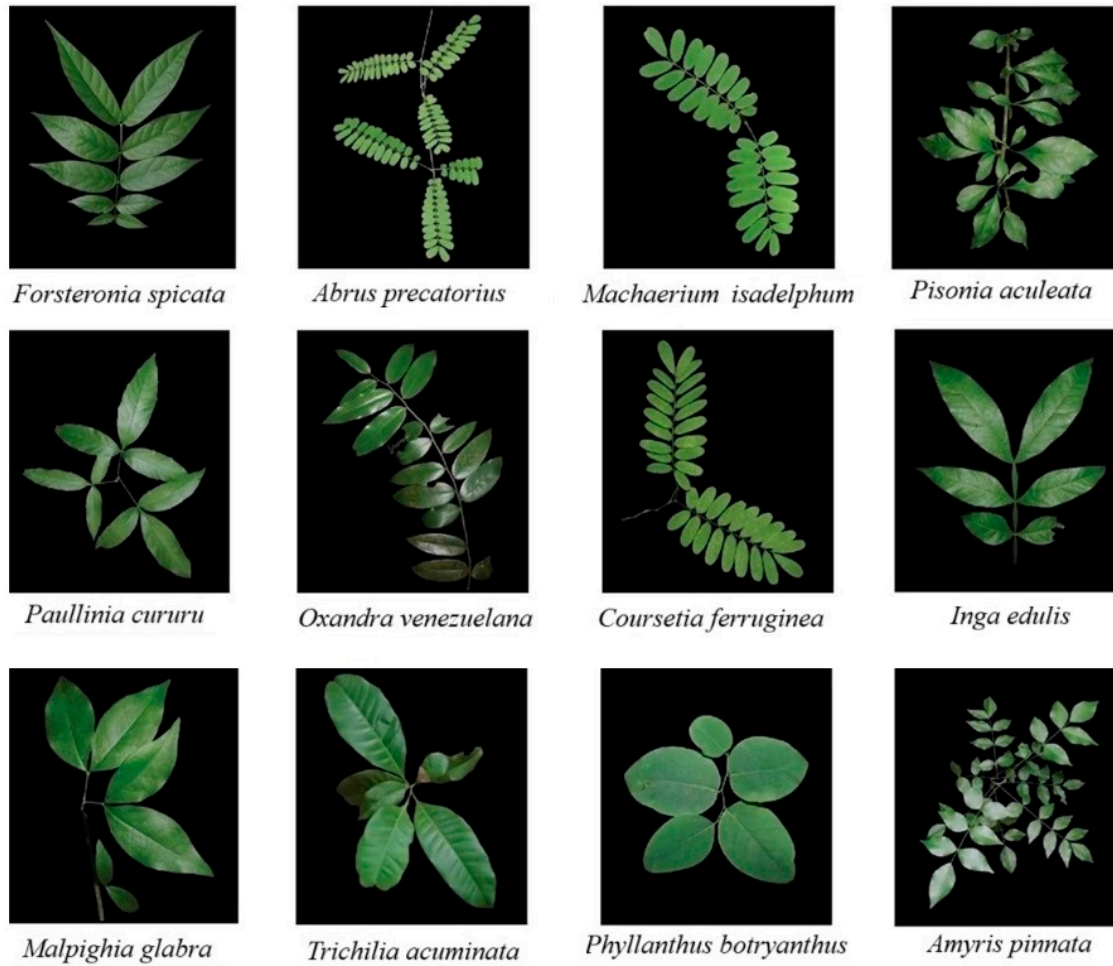 Forsteronia spicata
Abrus precatorius
Machaerium isadelphum
Pisonia aculeata
Paullinia cururu
Oxandra venezuelana
Coursetia ferruginea
Inga edulis
Malpighia glabra
Trichilia acuminata
Phyllanthus botryanthus
Amyris pinnata